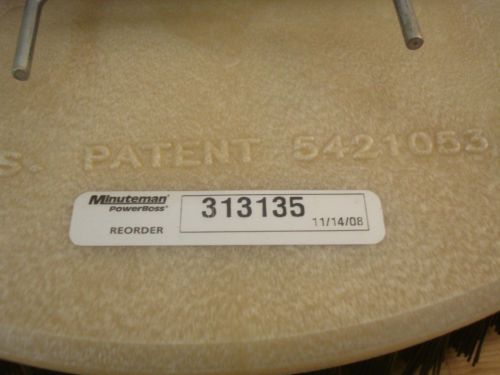 S. PATENT 5421053
Minuteman®
PowerBoss®
313135
REORDER
11/14/08